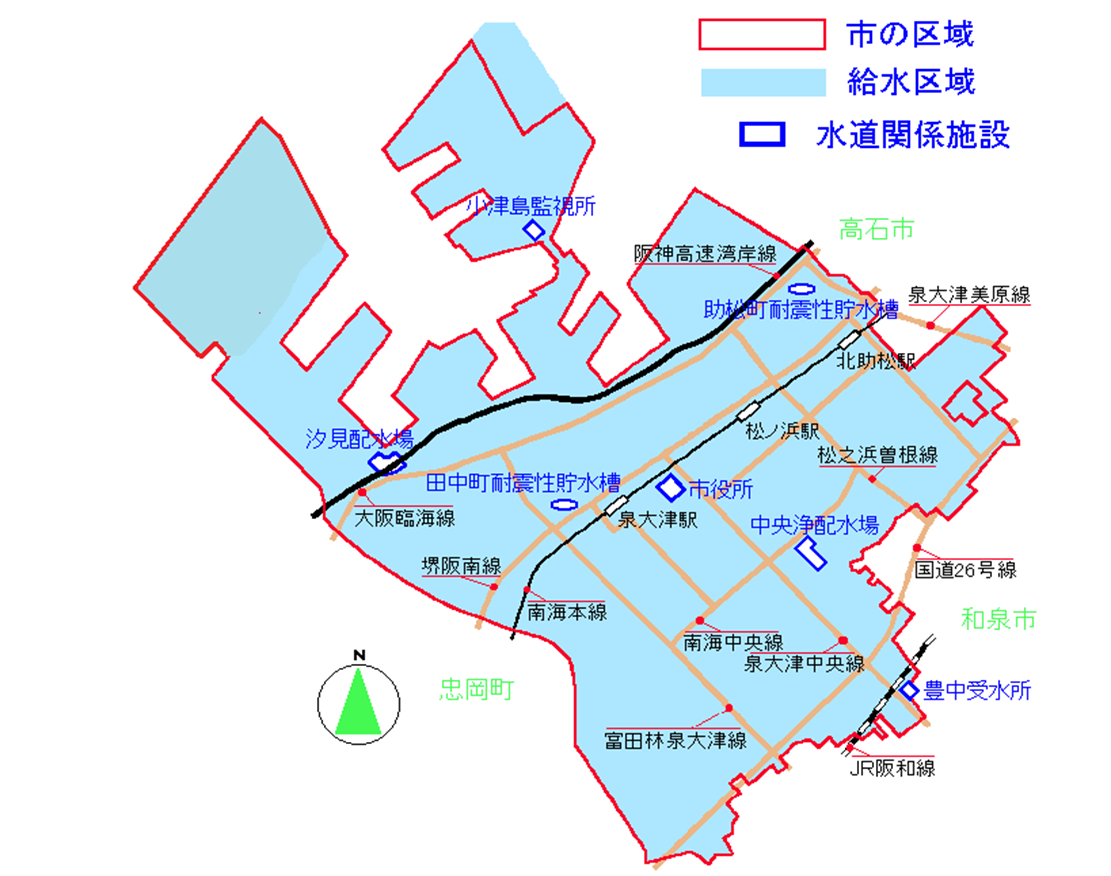 市の区域
給水区域
水道関係施設
小津島監視所
高石市
阪神高速湾岸線
泉大津美原線
助松町耐震性貯水槽
北助松駅
松ノ浜駅
汐見配水場
松之浜曽根線
田中町耐震性貯水槽
市役所
大阪臨海線
泉大津駅
中央浄配水場
堺阪南線
国道26号線
南海本線
和泉市
南海中央線
泉大津中央線
N
忠岡町
豊中受水所
富田林泉大津線
JR阪和線